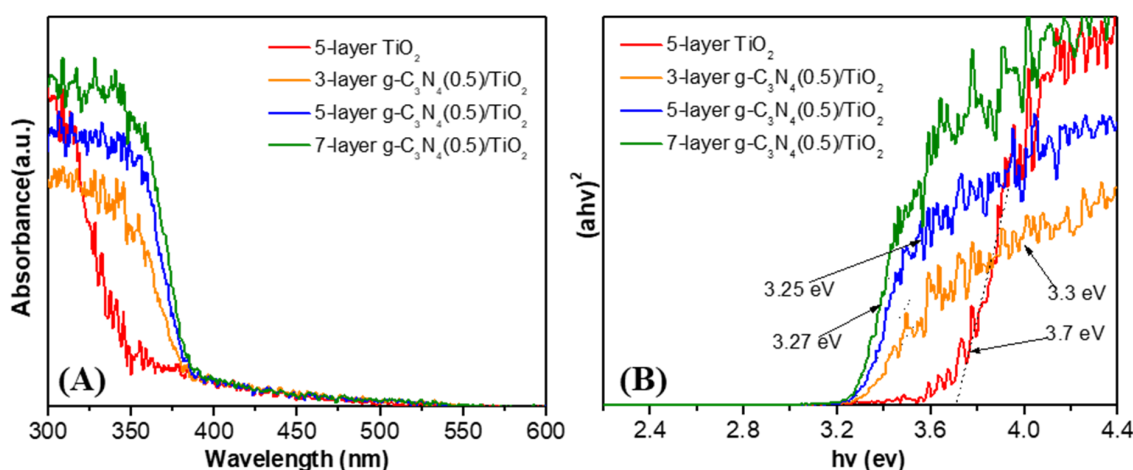 5-layer TiO₂
3-layer g-C₃N₄(0.5)/TiO₂
5-layer g-C₃N₄(0.5)/TiO₂
7-layer g-C₃N₄(0.5)/TiO₂
Absorbance(a.u.)
(A)
300 350 400 450 500 550 600
Wavelength (nm)
5-layer TiO₂
3-layer g-C₃N₄(0.5)/TiO₂
5-layer g-C₃N₄(0.5)/TiO₂
7-layer g-C₃N₄(0.5)/TiO₂
(ahv)²
3.25 eV
3.3 eV
3.27 eV
3.7 eV
(B)
2.4 2.8 3.2 3.6 4.0 4.4
hv (ev)